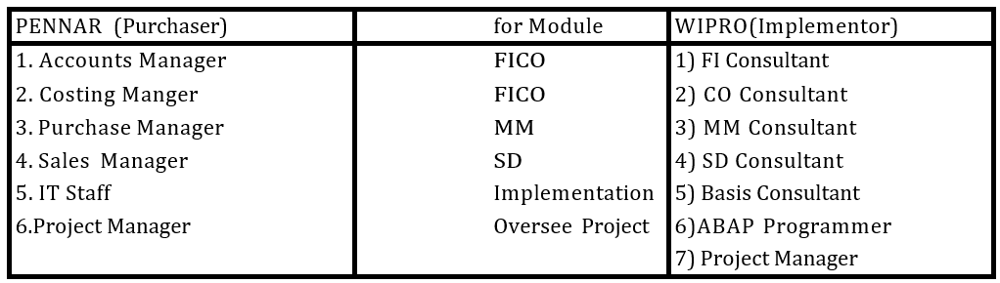 PENNAR (Purchaser) for Module WIPRO(Implementor)
1. Accounts Manager FICO 1) FI Consultant
2. Costing Manger FICO 2) CO Consultant
3. Purchase Manager MM 3) MM Consultant
4. Sales Manager SD 4) SD Consultant
5. IT Staff Implementation 5) Basis Consultant
6.Project Manager Oversee Project 6)ABAP Programmer
7) Project Manager